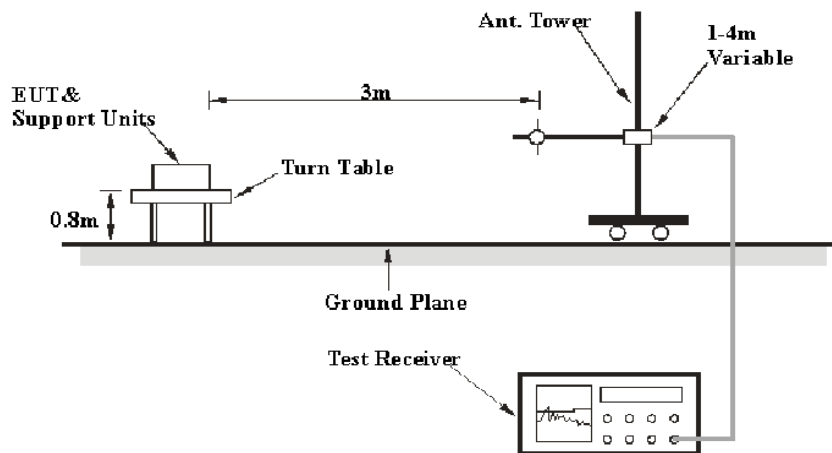 Ant. Tower
1-4m
Variable
EUT&
Support Units
3m
Turn Table
0.8m
Ground Plane
Test Receiver